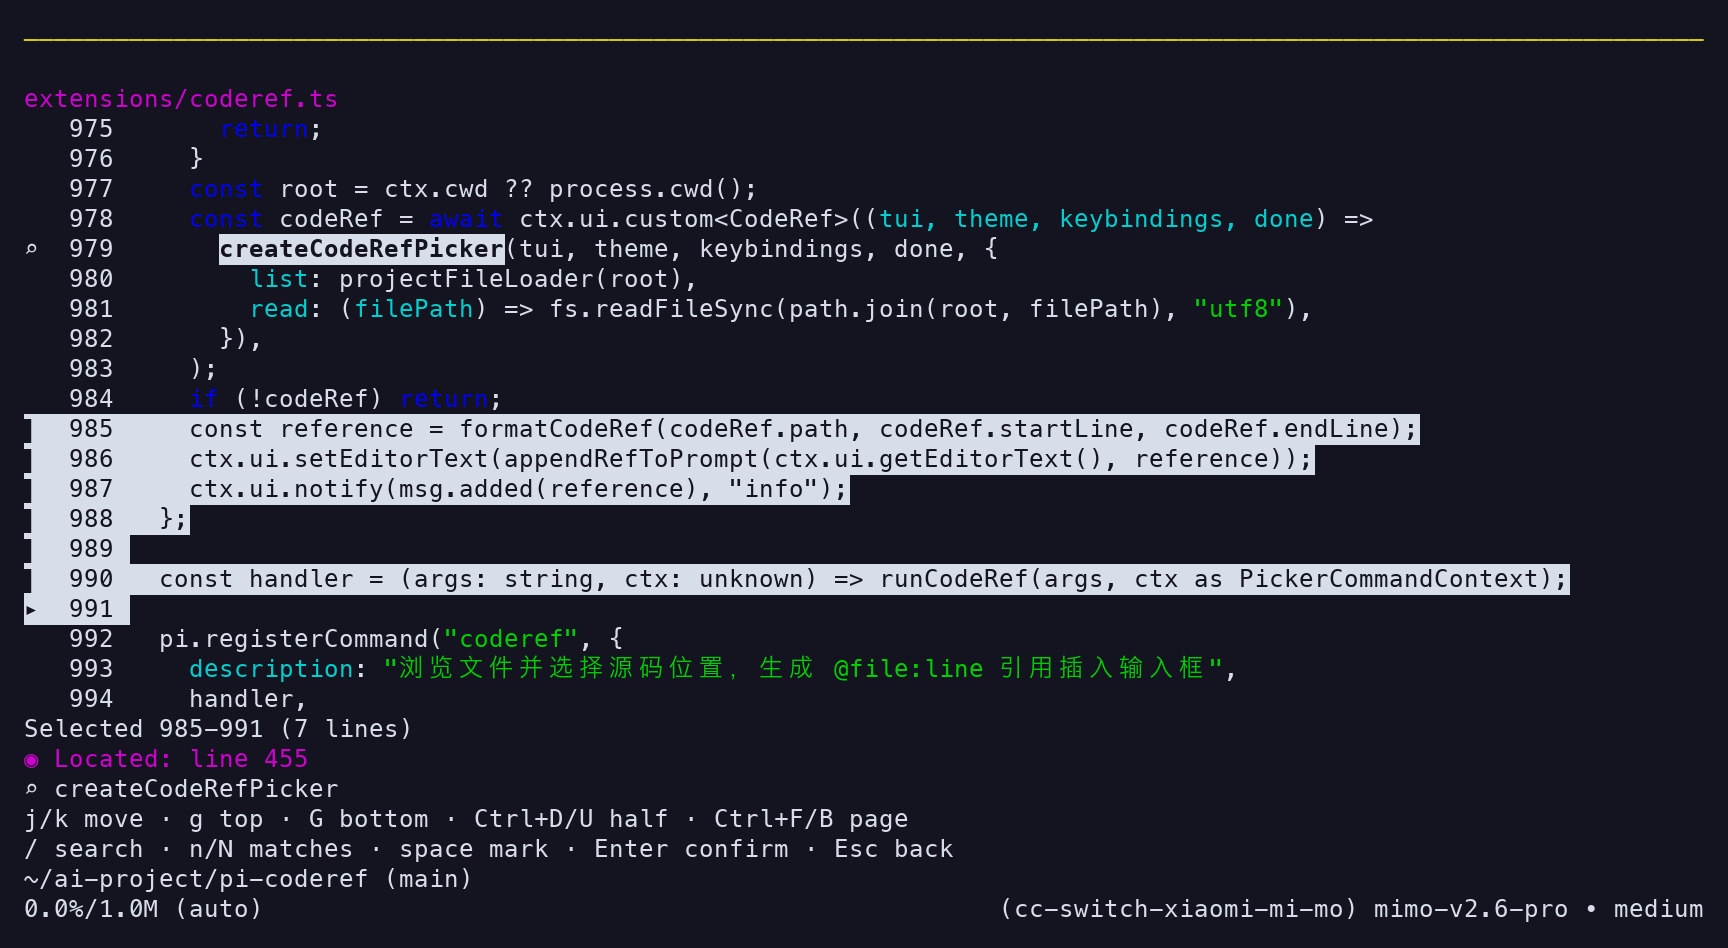 extensions/coderef.ts
975       return;
976     }
977     const root = ctx.cwd ?? process.cwd();
978     const codeRef = await ctx.ui.custom<CodeRef>((tui, theme, keybindings, done) =>
⌕  979       createCodeRefPicker(tui, theme, keybindings, done, {
980         list: projectFileLoader(root),
981         read: (filePath) => fs.readFileSync(path.join(root, filePath), "utf8"),
982       }),
983     );
984     if (!codeRef) return;
985     const reference = formatCodeRef(codeRef.path, codeRef.startLine, codeRef.endLine);
986     ctx.ui.setEditorText(appendRefToPrompt(ctx.ui.getEditorText(), reference));
987     ctx.ui.notify(msg.added(reference), "info");
988   };
989
990   const handler = (args: string, ctx: unknown) => runCodeRef(args, ctx as PickerCommandContext);
▸  991
992   pi.registerCommand("coderef", {
993     description: "浏览文件并选择源码位置，生成 @file:line 引用插入输入框",
994     handler,
Selected 985–991 (7 lines)
◉ Located: line 455
⌕ createCodeRefPicker
j/k move · g top · G bottom · Ctrl+D/U half · Ctrl+F/B page
/ search · n/N matches · space mark · Enter confirm · Esc back
~/ai-project/pi-coderef (main)
0.0%/1.0M (auto) (cc-switch-xiaomi-mi-mo) mimo-v2.6-pro • medium